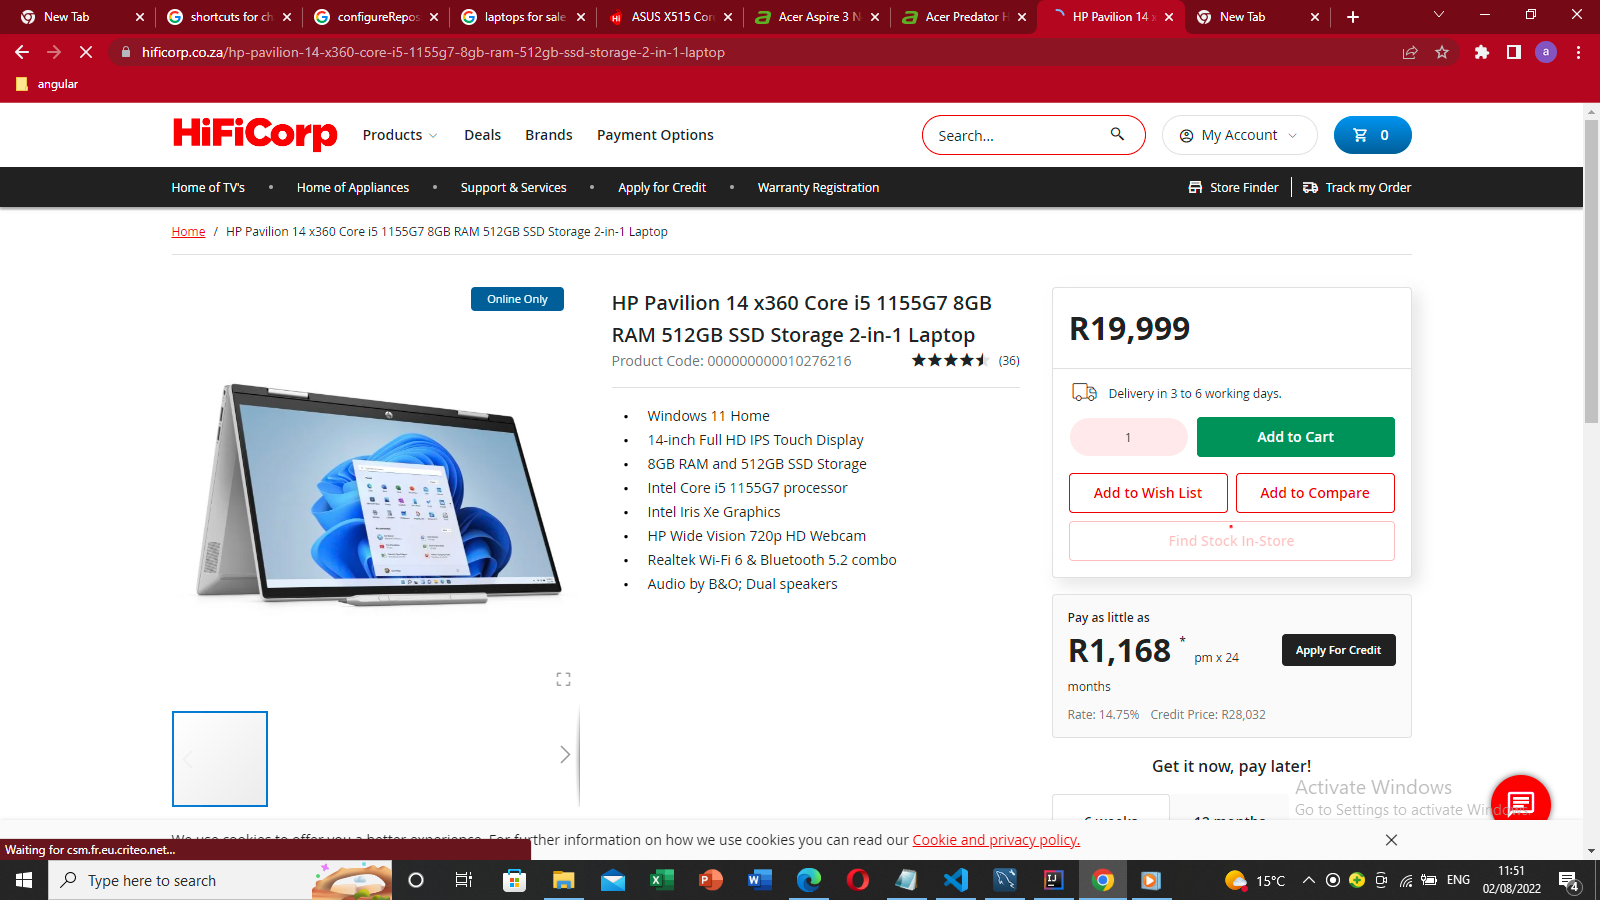 New Tab
shortcuts for ch
configureRepos
laptops for sale
ASUS X515 Cor
Acer Aspire 3 N
Acer Predator H
HP Pavilion 14 x
New Tab
hificorp.co.za/hp-pavilion-14-x360-core-i5-1155g7-8gb-ram-512gb-ssd-storage-2-in-1-laptop
a
angular
HiFiCorp
Products
Deals
Brands
Payment Options
Search...
My Account
0
Home of TV's • Home of Appliances • Support & Services • Apply for Credit • Warranty Registration
Store Finder
Track my Order
Home / HP Pavilion 14 x360 Core i5 1155G7 8GB RAM 512GB SSD Storage 2-in-1 Laptop
Online Only
HP Pavilion 14 x360 Core i5 1155G7 8GB
RAM 512GB SSD Storage 2-in-1 Laptop
Product Code: 000000000010276216
(36)
• Windows 11 Home
• 14-inch Full HD IPS Touch Display
• 8GB RAM and 512GB SSD Storage
• Intel Core i5 1155G7 processor
• Intel Iris Xe Graphics
• HP Wide Vision 720p HD Webcam
• Realtek Wi-Fi 6 & Bluetooth 5.2 combo
• Audio by B&O; Dual speakers
R19,999
Delivery in 3 to 6 working days.
1
Add to Cart
Add to Wish List
Add to Compare
Find Stock In-Store
Pay as little as
R1,168 * pm x 24
months
Apply For Credit
Rate: 14.75% Credit Price: R28,032
Get it now, pay later!
Activate Windows
Go to Settings to activate Windows.
We use cookies to offer you a better experience. For further information on how we use cookies you can read our Cookie and privacy policy.
Waiting for csm.fr.eu.criteo.net...
Type here to search
15°C
ENG
11:51
02/08/2022
4